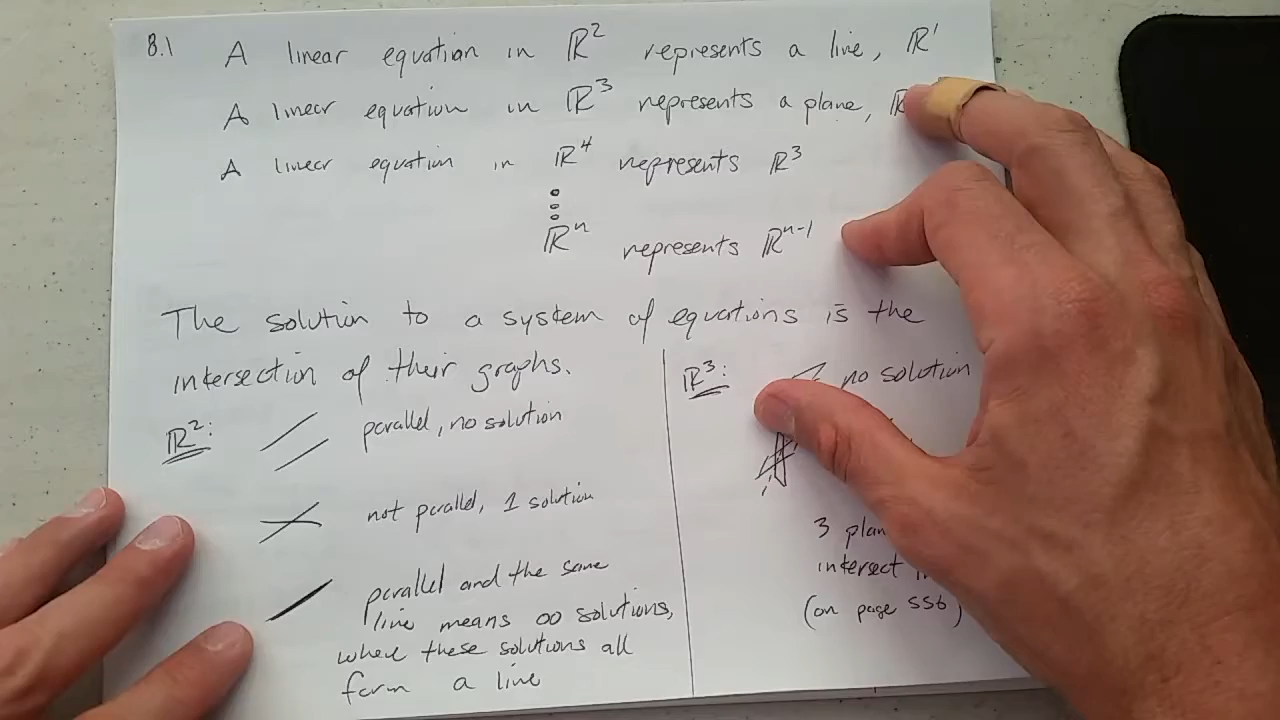 8.1 A linear equation in ℝ² represents a line, ℝ¹
A linear equation in ℝ³ represents a plane, ℝ
A linear equation in ℝ⁴ represents ℝ³
ℝⁿ represents ℝⁿ⁻¹
The solution to a system of equations is the
intersection of their graphs.
ℝ²:
parallel, no solution
not parallel, 1 solution
parallel and the same
line means ∞ solutions,
where these solutions all
form a line
ℝ³:
no solution
3 plan
intersect
(on page 556)